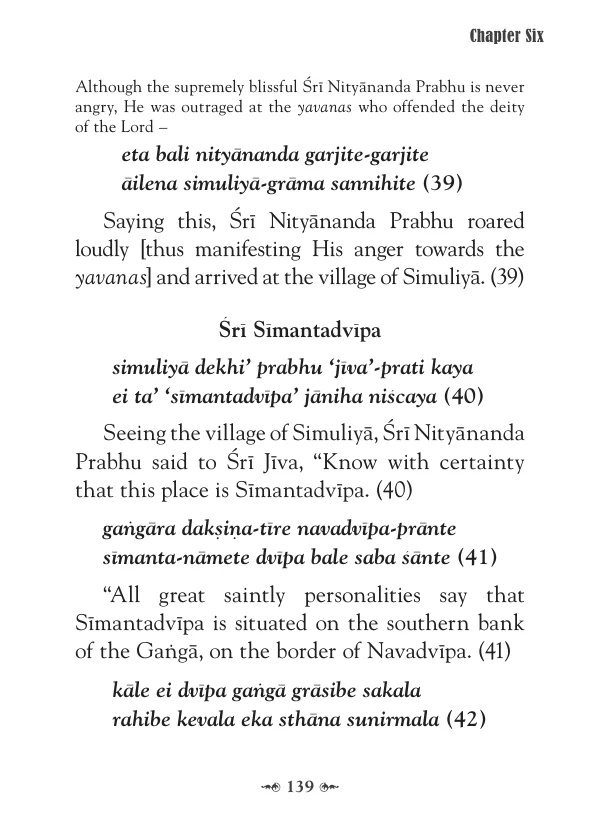 Chapter Six
Although the supremely blissful Śrī Nityānanda Prabhu is never
angry, He was outraged at the yavanas who offended the deity
of the Lord –
eta bali nityānanda garjite-garjite
āilena simuliyā-grāma sannihite (39)
Saying this, Śrī Nityānanda Prabhu roared
loudly [thus manifesting His anger towards the
yavanas] and arrived at the village of Simuliyā. (39)
Śrī Sīmantadvīpa
simuliyā dekhi’ prabhu ‘jīva’-prati kaya
ei ta’ ‘sīmantadvīpa’ jāniha niścaya (40)
Seeing the village of Simuliyā, Śrī Nityānanda
Prabhu said to Śrī Jīva, “Know with certainty
that this place is Sīmantadvīpa. (40)
gaṅgāra dakṣiṇa-tīre navadvīpa-prānte
sīmanta-nāmete dvīpa bale saba śānte (41)
“All great saintly personalities say that
Sīmantadvīpa is situated on the southern bank
of the Gaṅgā, on the border of Navadvīpa. (41)
kāle ei dvīpa gaṅgā grāsibe sakala
rahibe kevala eka sthāna sunirmala (42)
139